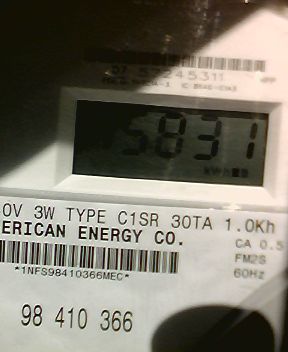 5831
kWh
0V 3W TYPE C1SR 30TA 1.0Kh
ERICAN ENERGY CO.
CA 0.5
FM2S
*1NFS98410366MEC*
60Hz
98 410 366